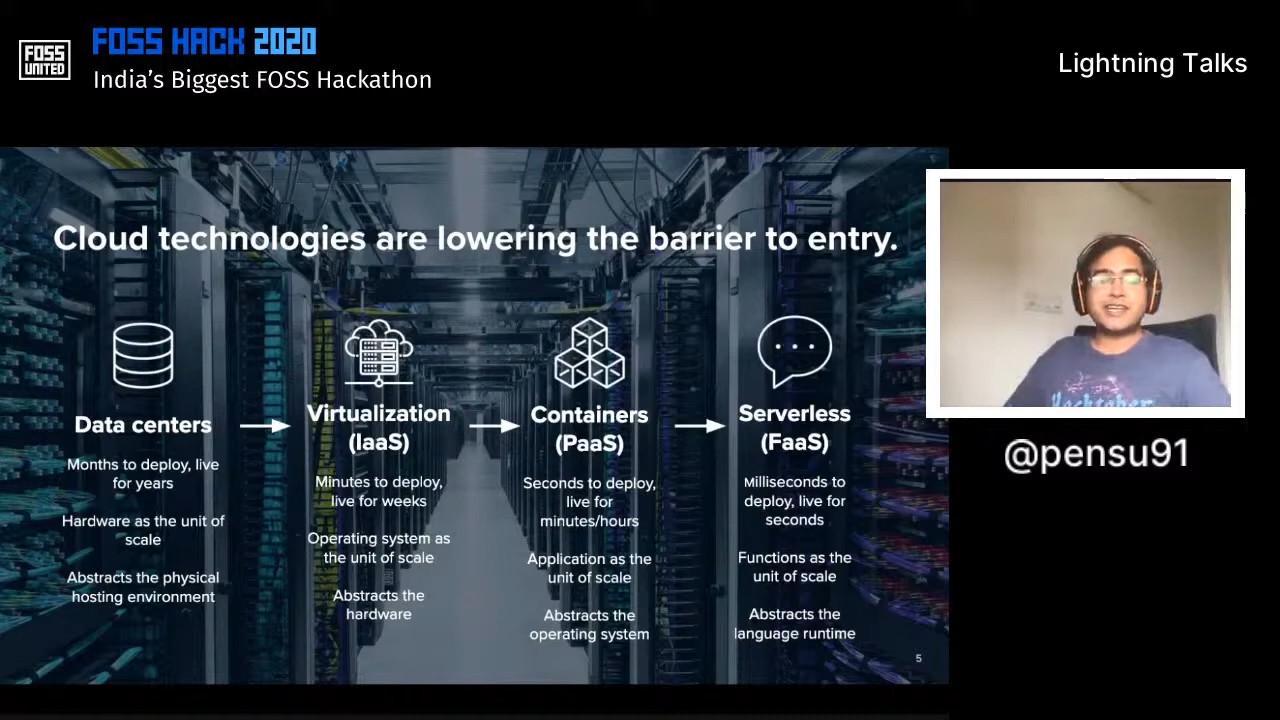 FOSS
UNITED
FOSS HACK 2020
India's Biggest FOSS Hackathon
Lightning Talks
Cloud technologies are lowering the barrier to entry.
Data centers
Months to deploy, live
for years
Hardware as the unit of
scale
Abstracts the physical
hosting environment
Virtualization
(IaaS)
Minutes to deploy,
live for weeks
Operating system as
the unit of scale
Abstracts the
hardware
Containers
(PaaS)
Seconds to deploy,
live for
minutes/hours
Application as the
unit of scale
Abstracts the
operating system
Serverless
(FaaS)
Milliseconds to
deploy, live for
seconds
Functions as the
unit of scale
Abstracts the
language runtime
5
@pensu91